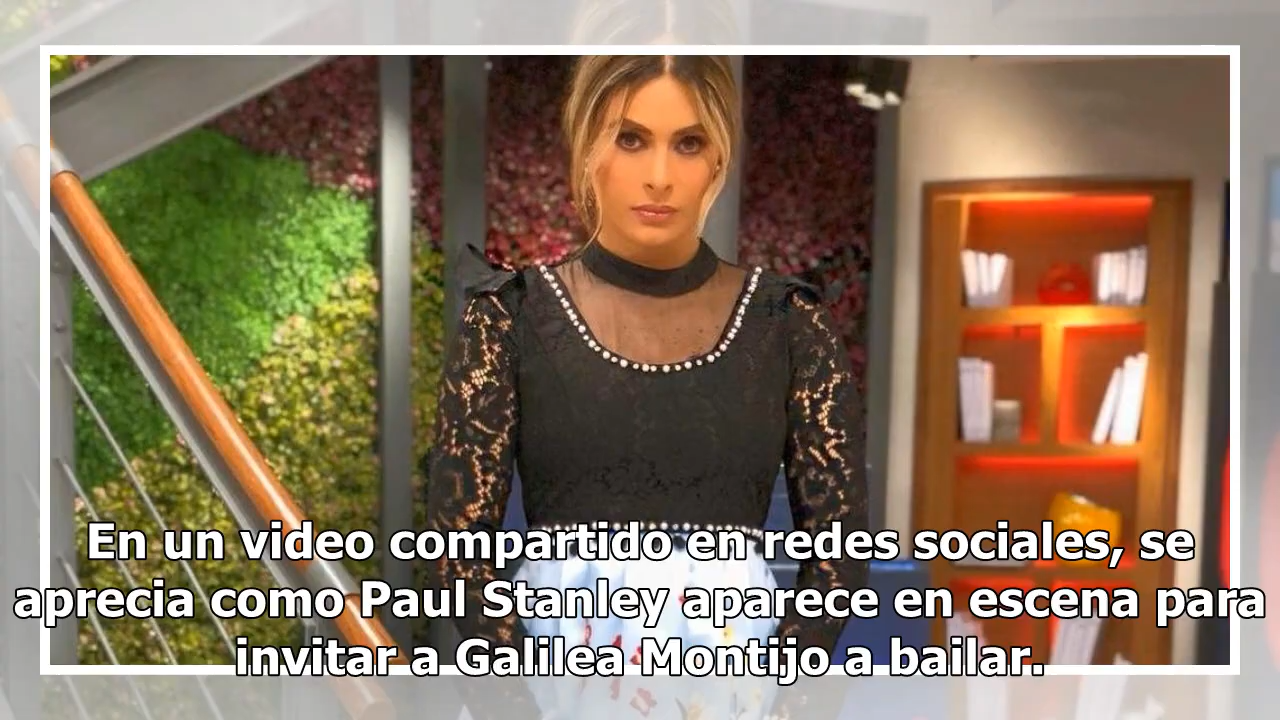 En un video compartido en redes sociales, se
aprecia como Paul Stanley aparece en escena para
invitar a Galilea Montijo a bailar.